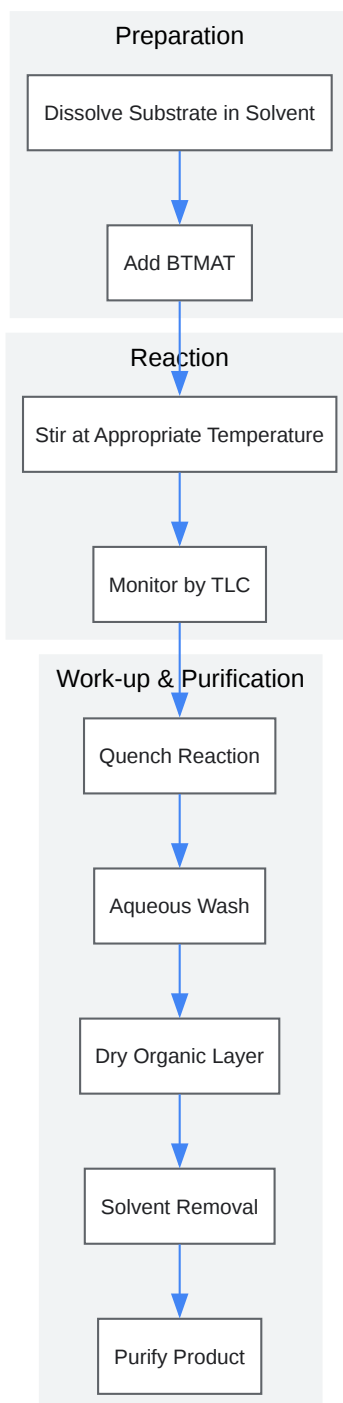 Preparation
Dissolve Substrate in Solvent
Add BTMAT
Reaction
Stir at Appropriate Temperature
Monitor by TLC
Work-up & Purification
Quench Reaction
Aqueous Wash
Dry Organic Layer
Solvent Removal
Purify Product